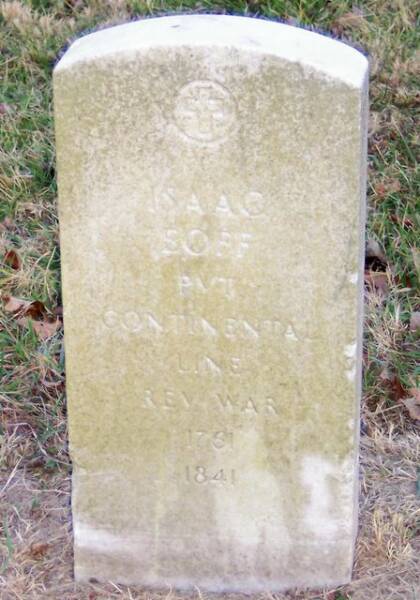 ISAAC
SOFF
PVT
CONTINENTAL
LINE
REV WAR
1761
1841